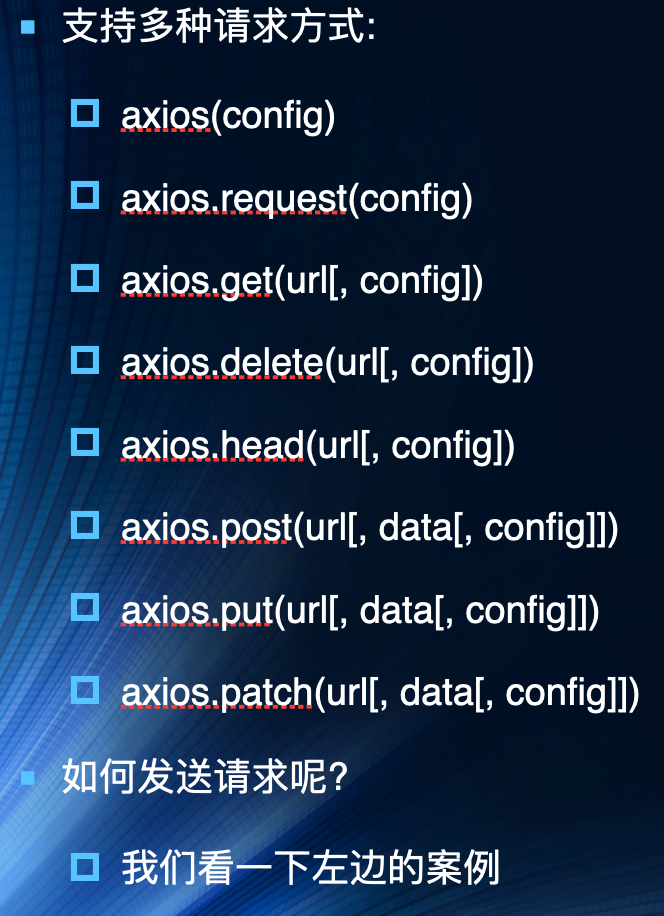 支持多种请求方式:
axios(config)
axios.request(config)
axios.get(url[, config])
axios.delete(url[, config])
axios.head(url[, config])
axios.post(url[, data[, config]])
axios.put(url[, data[, config]])
axios.patch(url[, data[, config]])
如何发送请求呢?
我们看一下左边的案例